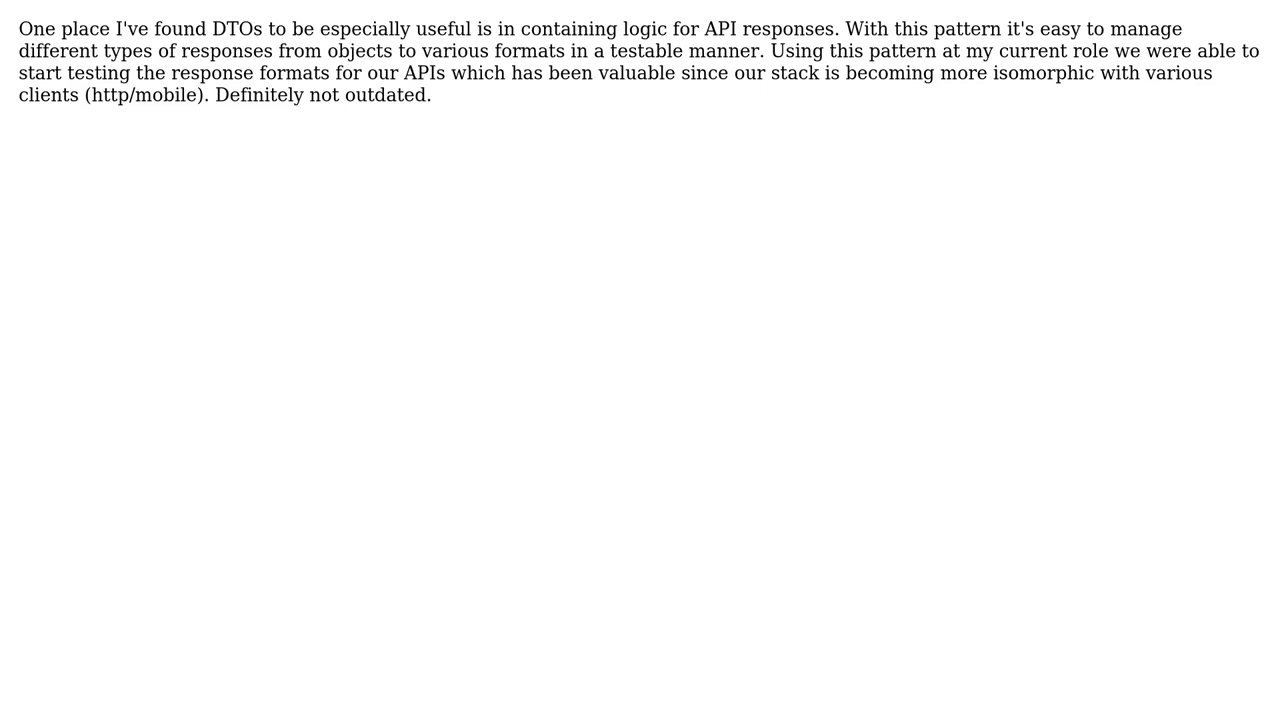 One place I've found DTOs to be especially useful is in containing logic for API responses. With this pattern it's easy to manage
different types of responses from objects to various formats in a testable manner. Using this pattern at my current role we were able to
start testing the response formats for our APIs which has been valuable since our stack is becoming more isomorphic with various
clients (http/mobile). Definitely not outdated.